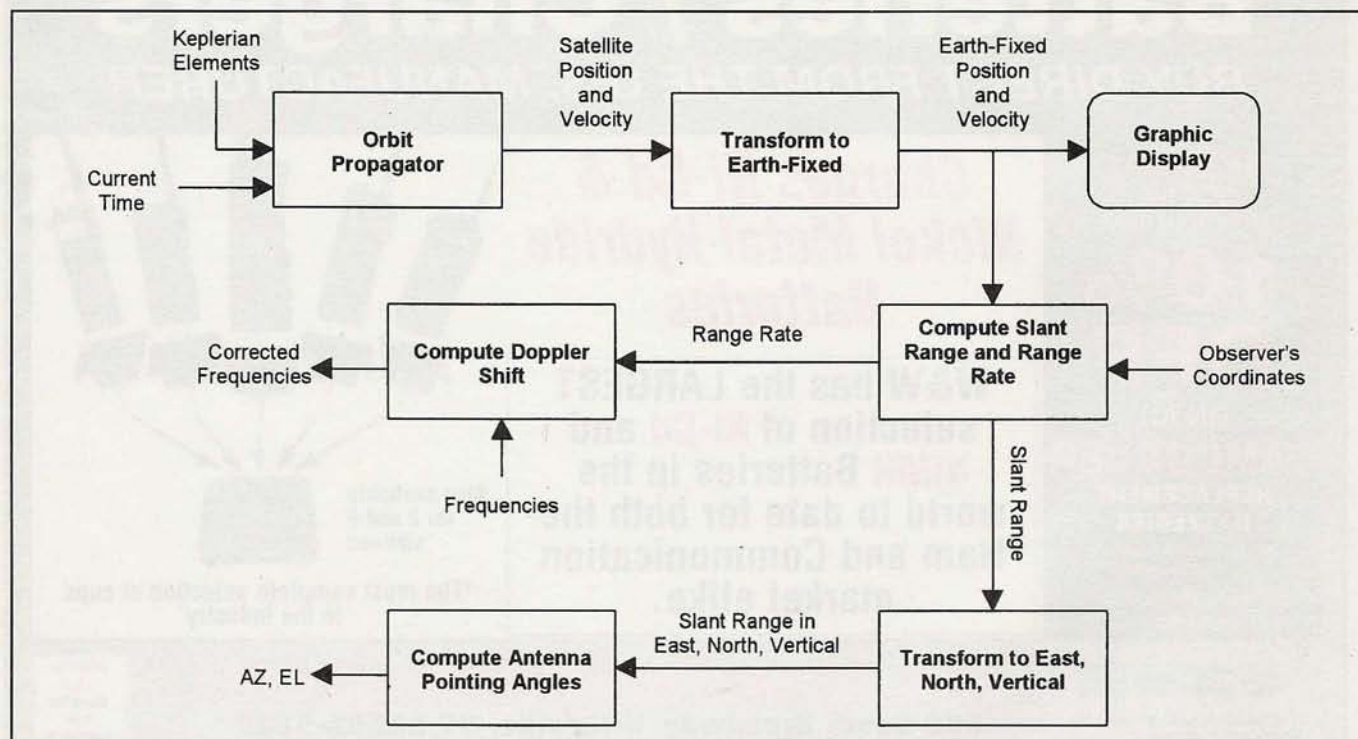 Keplerian
Elements
Current
Time
Orbit
Propagator
Satellite
Position
and
Velocity
Transform to
Earth-Fixed
Earth-Fixed
Position
and
Velocity
Graphic
Display
Corrected
Frequencies
Compute Doppler
Shift
Frequencies
Range Rate
Compute Slant
Range and Range
Rate
Observer's
Coordinates
Slant Range
AZ, EL
Compute Antenna
Pointing Angles
Slant Range in
East, North, Vertical
Transform to East,
North, Vertical